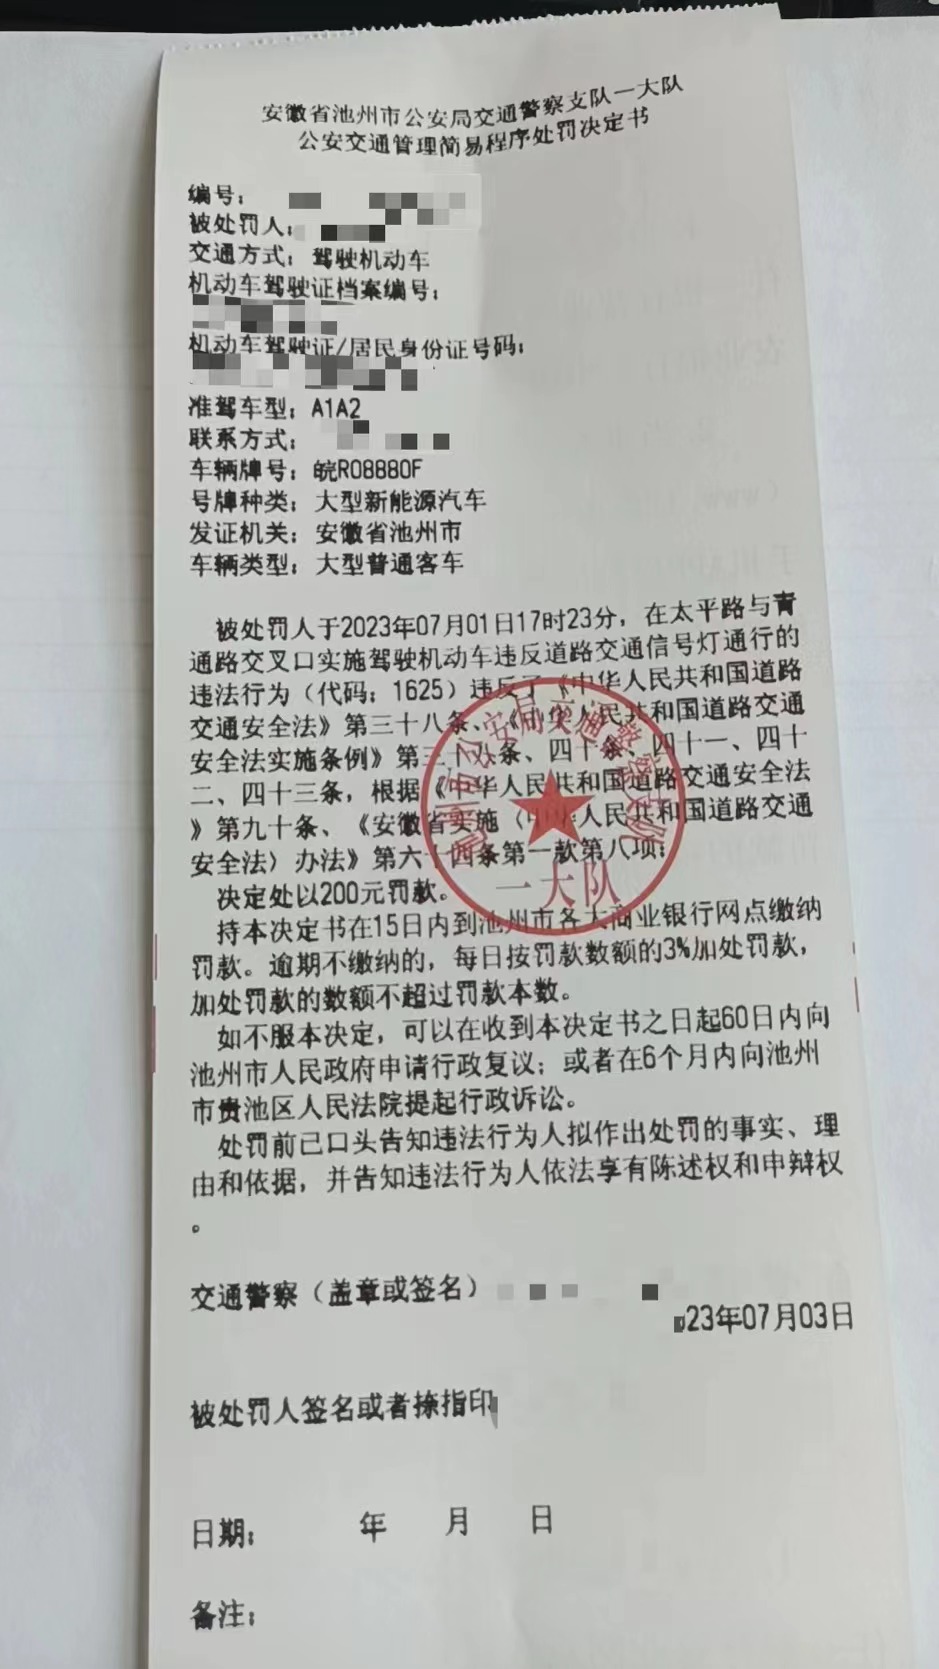 安徽省池州市公安局交通警察支队一大队
公安交通管理简易程序处罚决定书
编号：
被处罚人：
交通方式：驾驶机动车
机动车驾驶证档案编号：
机动车驾驶证/居民身份证号码：
准驾车型：A1A2
联系方式：
车辆牌号：皖R08880F
号牌种类：大型新能源汽车
发证机关：安徽省池州市
车辆类型：大型普通客车
被处罚人于2023年07月01日17时23分，在太平路与青
通路交叉口实施驾驶机动车违反道路交通信号灯通行的
违法行为（代码：1625）违反了《中华人民共和国道路
交通安全法》第三十八条、《中华人民共和国道路交通
安全法实施条例》第三十八条、四十条、四十一、四十
二、四十三条，根据《中华人民共和国道路交通安全法
》第九十条、《安徽省实施〈中华人民共和国道路交通
安全法〉办法》第六十四条第一款第八项；
决定处以200元罚款。
持本决定书在15日内到池州市各大商业银行网点缴纳
罚款。逾期不缴纳的，每日按罚款数额的3%加处罚款，
加处罚款的数额不超过罚款本数。
如不服本决定，可以在收到本决定书之日起60日内向
池州市人民政府申请行政复议；或者在6个月内向池州
市贵池区人民法院提起行政诉讼。
处罚前已口头告知违法行为人拟作出处罚的事实、理
由和依据，并告知违法行为人依法享有陈述权和申辩权
。
池州市公安局交通警察支队
一大队
交通警察（盖章或签名）
23年07月03日
被处罚人签名或者捺指印
日期： 年 月 日
备注：